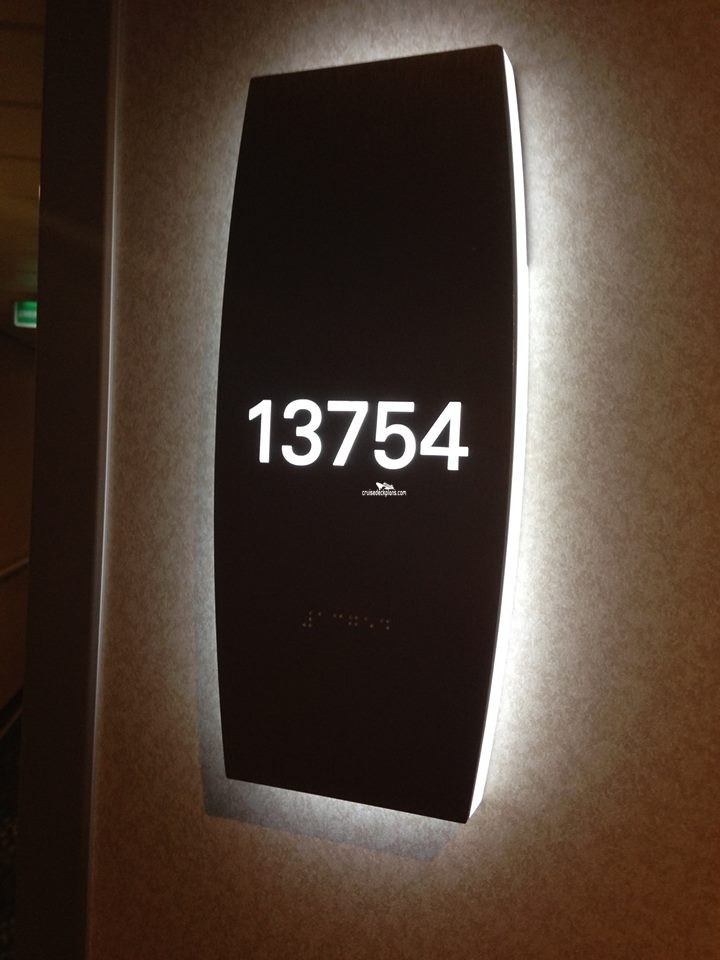 13754
cruisedeckplans.com
⠼⠁⠉⠛⠑⠙